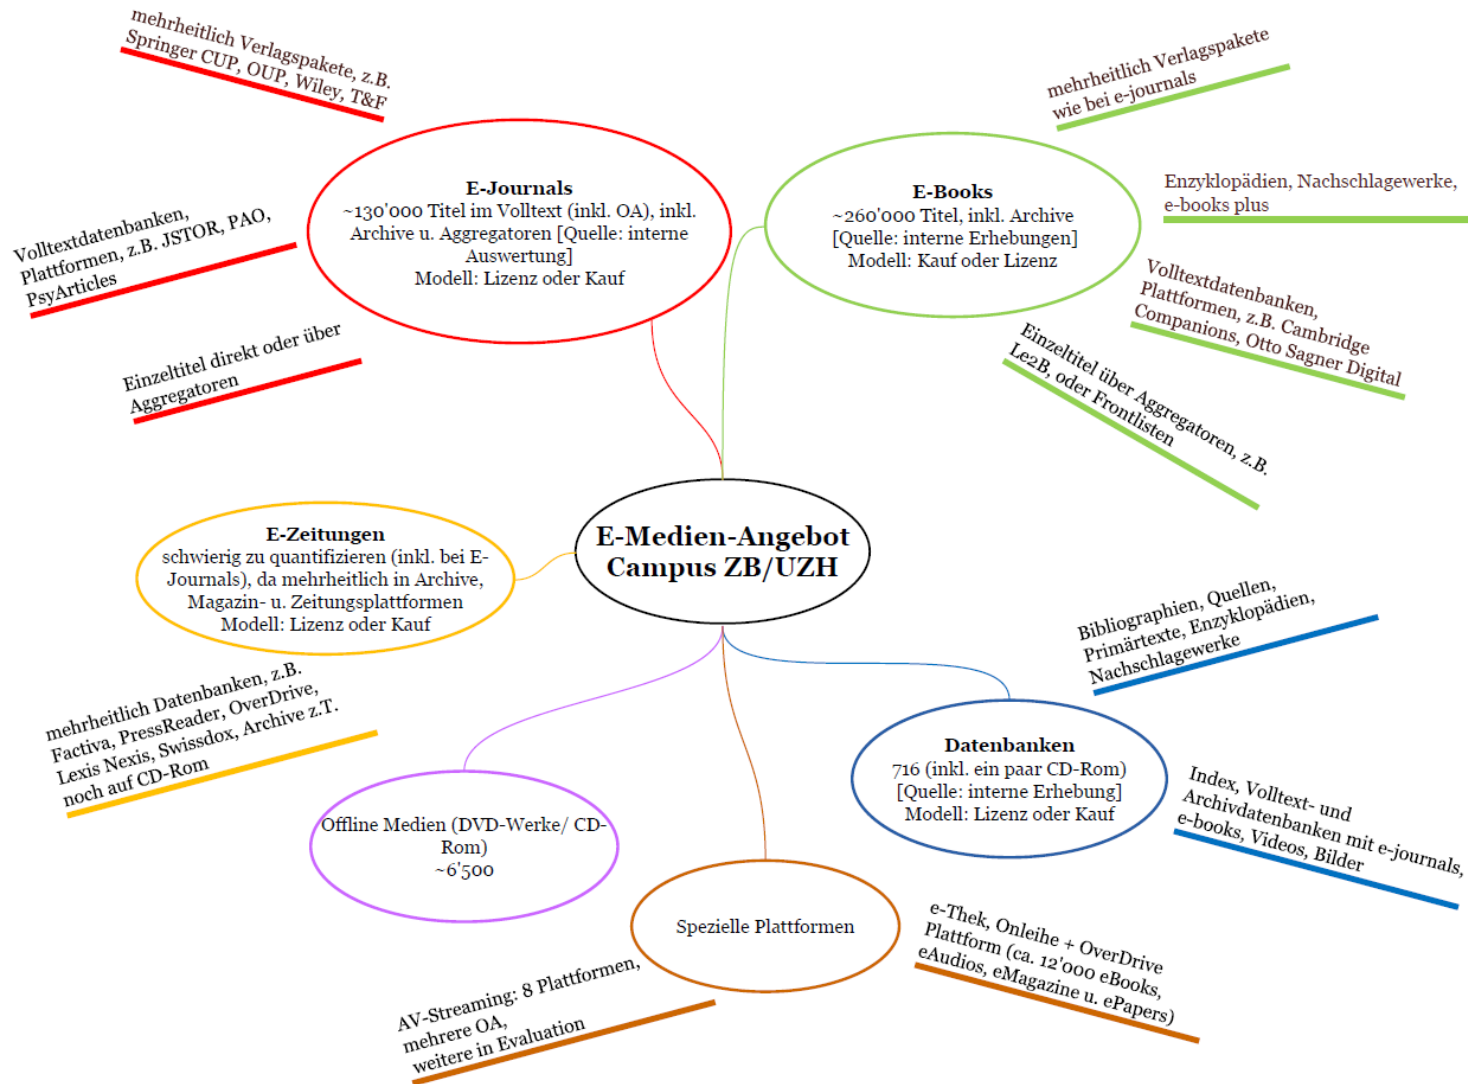 mehrheitlich Verlagspakete, z.B.
Springer CUP, OUP, Wiley, T&F
Volltextdatenbanken,
Plattformen, z.B. JSTOR, PAO,
PsyArticles
Einzeltitel direkt oder über
Aggregatoren
E-Journals
~130'000 Titel im Volltext (inkl. OA), inkl.
Archive u. Aggregatoren [Quelle: interne
Auswertung]
Modell: Lizenz oder Kauf
E-Books
~260'000 Titel, inkl. Archive
[Quelle: interne Erhebungen]
Modell: Kauf oder Lizenz
mehrheitlich Verlagspakete
wie bei e-journals
Enzyklopädien, Nachschlagewerke,
e-books plus
Volltextdatenbanken,
Plattformen, z.B. Cambridge
Companions, Otto Sagner Digital
Einzeltitel über Aggregatoren, z.B.
Le2B, oder Frontlisten
E-Medien-Angebot
Campus ZB/UZH
E-Zeitungen
schwierig zu quantifizieren (inkl. bei E-
Journals), da mehrheitlich in Archive,
Magazin- u. Zeitungsplattformen
Modell: Lizenz oder Kauf
mehrheitlich Datenbanken, z.B.
Factiva, PressReader, OverDrive,
Lexis Nexis, Swissdox, Archive z.T.
noch auf CD-Rom
Offline Medien (DVD-Werke/ CD-
Rom)
~6'500
Spezielle Plattformen
AV-Streaming: 8 Plattformen,
mehrere OA,
weitere in Evaluation
e-Thek, Onleihe + OverDrive
Plattform (ca. 12'000 eBooks,
eAudios, eMagazine u. ePapers)
Datenbanken
716 (inkl. ein paar CD-Rom)
[Quelle: interne Erhebung]
Modell: Lizenz oder Kauf
Bibliographien, Quellen,
Primärtexte, Enzyklopädien,
Nachschlagewerke
Index, Volltext- und
Archivdatenbanken mit e-journals,
e-books, Videos, Bilder